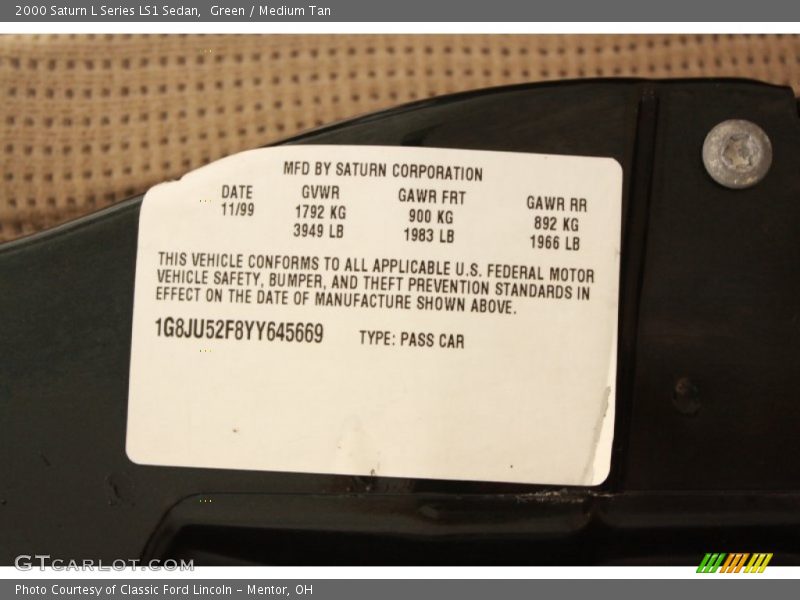 2000 Saturn L Series LS1 Sedan,  Green / Medium Tan
MFD BY SATURN CORPORATION
DATE GVWR GAWR FRT GAWR RR
11/99 1792 KG 900 KG 892 KG
3949 LB 1983 LB 1966 LB
THIS VEHICLE CONFORMS TO ALL APPLICABLE U.S. FEDERAL MOTOR
VEHICLE SAFETY, BUMPER, AND THEFT PREVENTION STANDARDS IN
EFFECT ON THE DATE OF MANUFACTURE SHOWN ABOVE.
1G8JU52F8YY645669 TYPE: PASS CAR
GTCARLOT.COM
Photo Courtesy of Classic Ford Lincoln - Mentor, OH